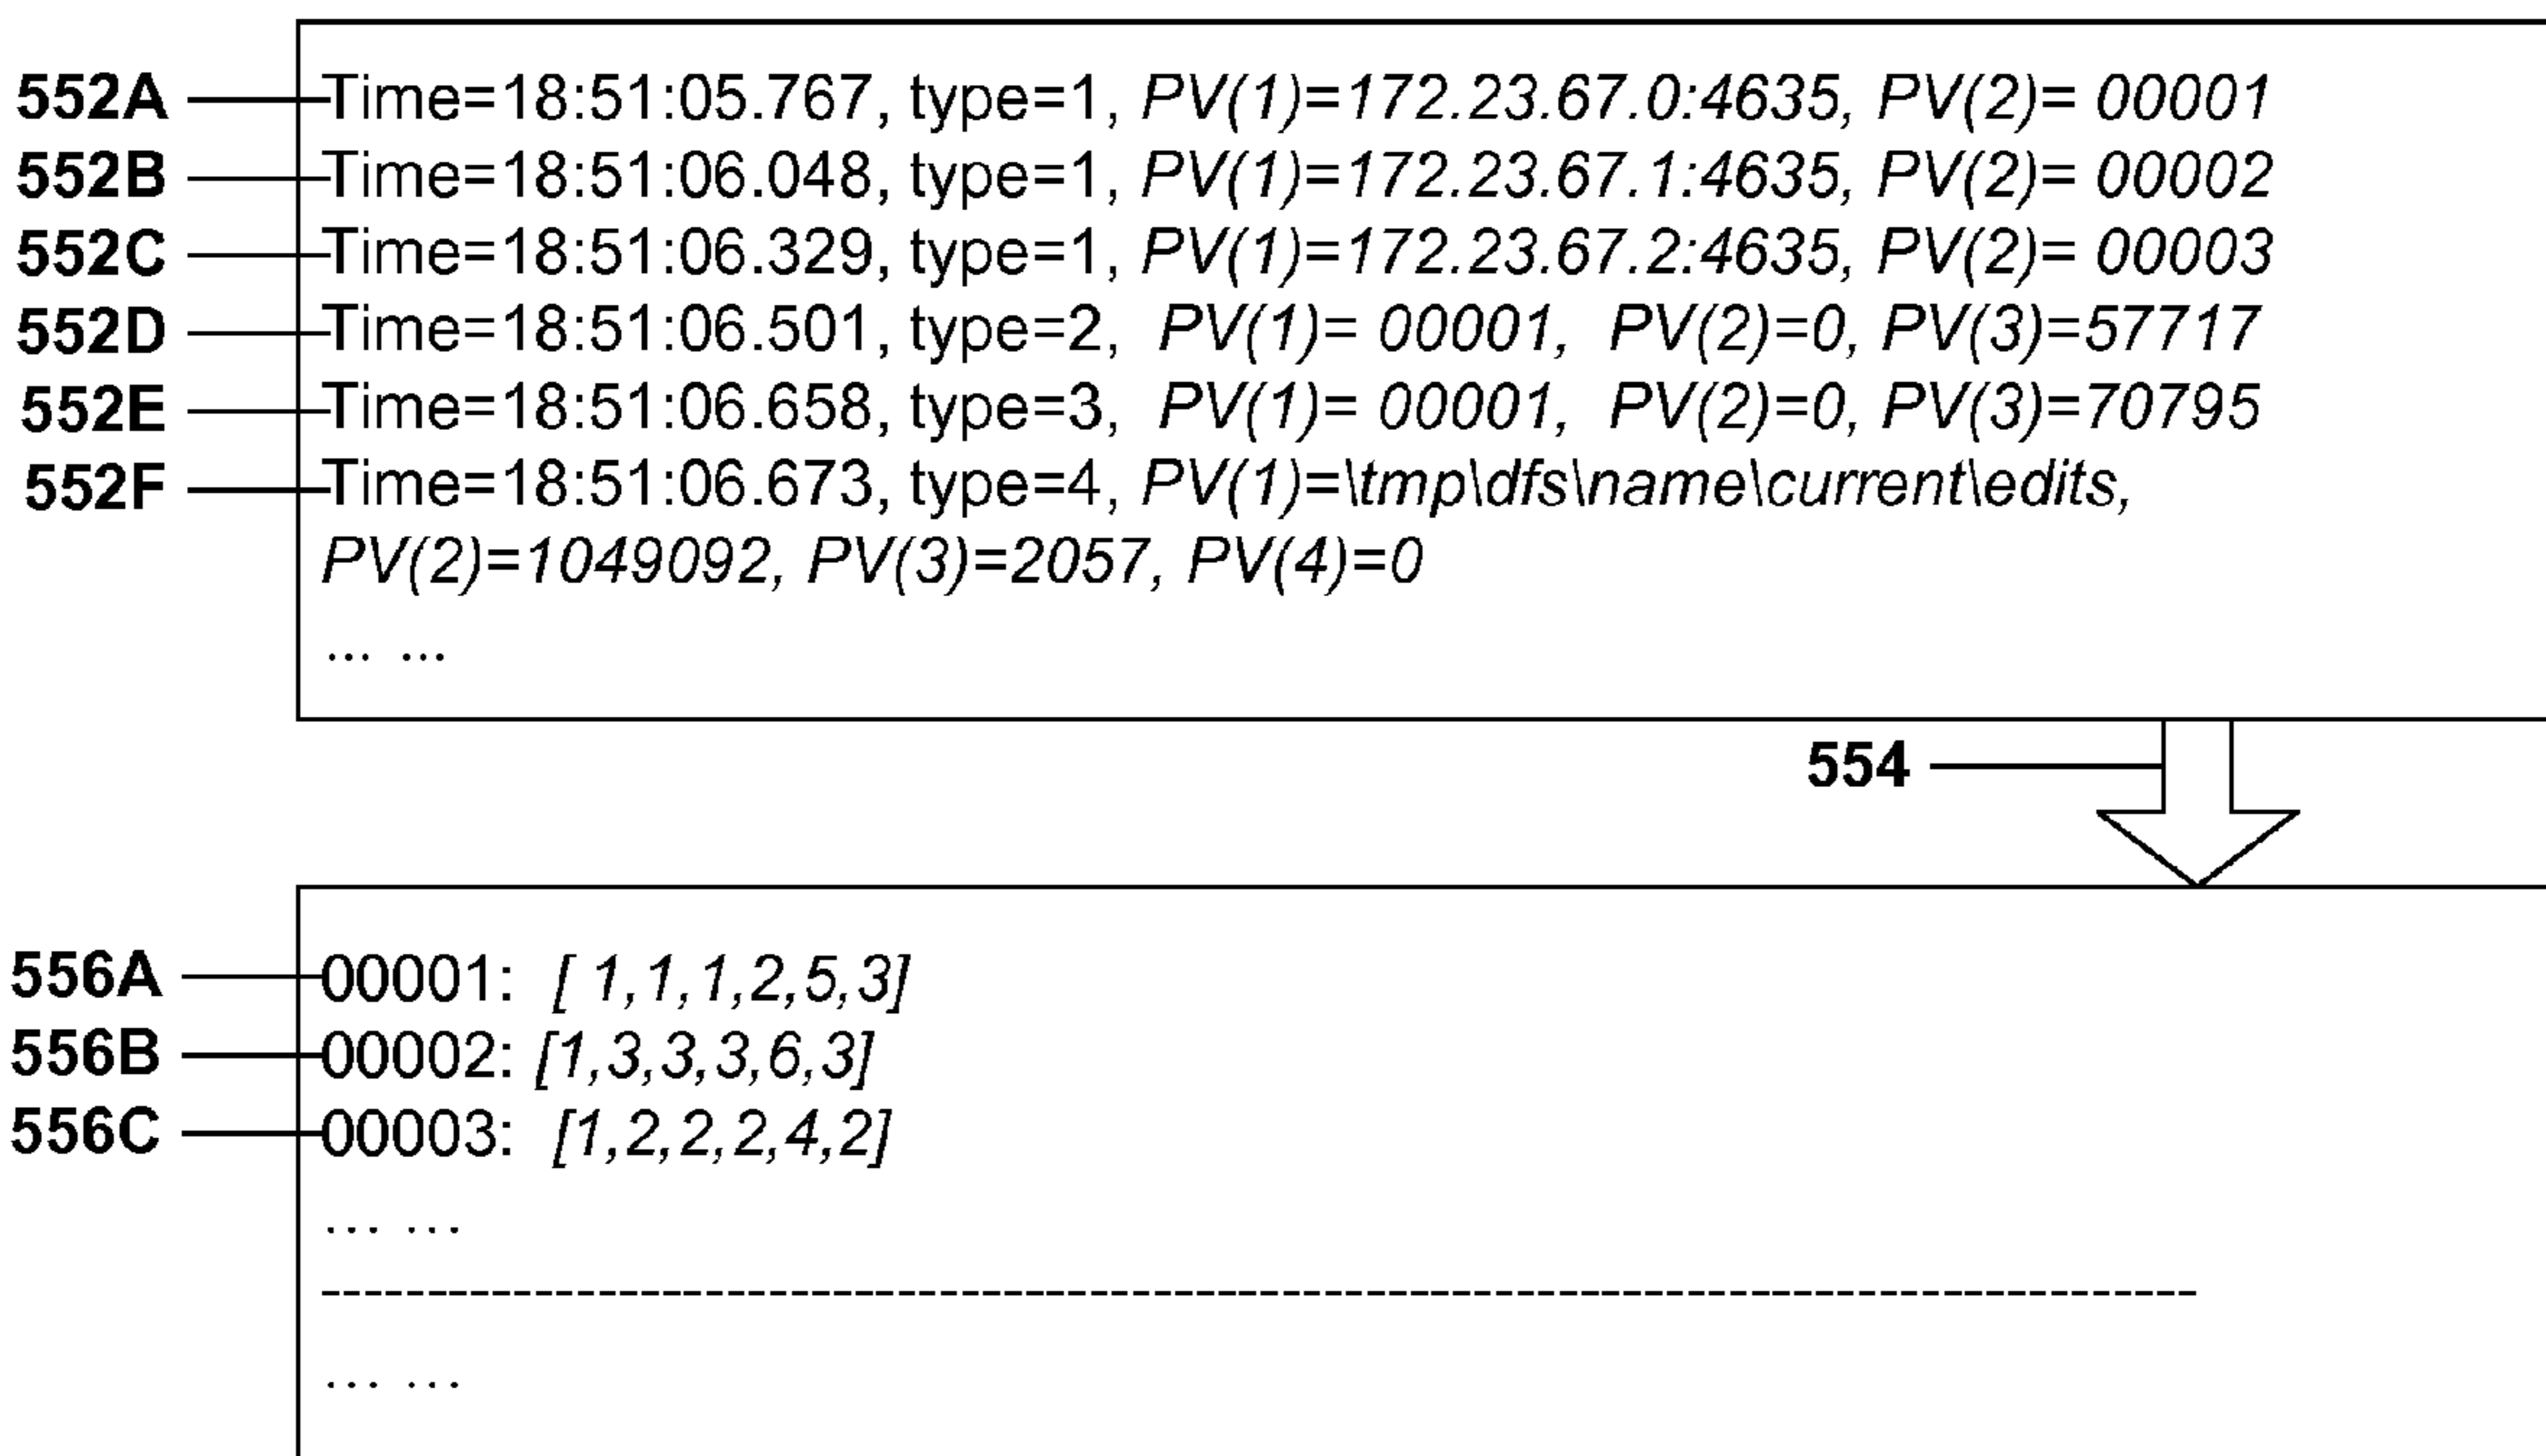 552A Time=18:51:05.767, type=1, PV(1)=172.23.67.0:4635, PV(2)= 00001
552B Time=18:51:06.048, type=1, PV(1)=172.23.67.1:4635, PV(2)= 00002
552C Time=18:51:06.329, type=1, PV(1)=172.23.67.2:4635, PV(2)= 00003
552D Time=18:51:06.501, type=2, PV(1)= 00001, PV(2)=0, PV(3)=57717
552E Time=18:51:06.658, type=3, PV(1)= 00001, PV(2)=0, PV(3)=70795
552F Time=18:51:06.673, type=4, PV(1)=\tmp\dfs\name\current\edits,
PV(2)=1049092, PV(3)=2057, PV(4)=0
... ...
554
556A 00001: [ 1,1,1,2,5,3]
556B 00002: [1,3,3,3,6,3]
556C 00003: [1,2,2,2,4,2]
... ...
----------------------------------------------------------------------------------------
... ...